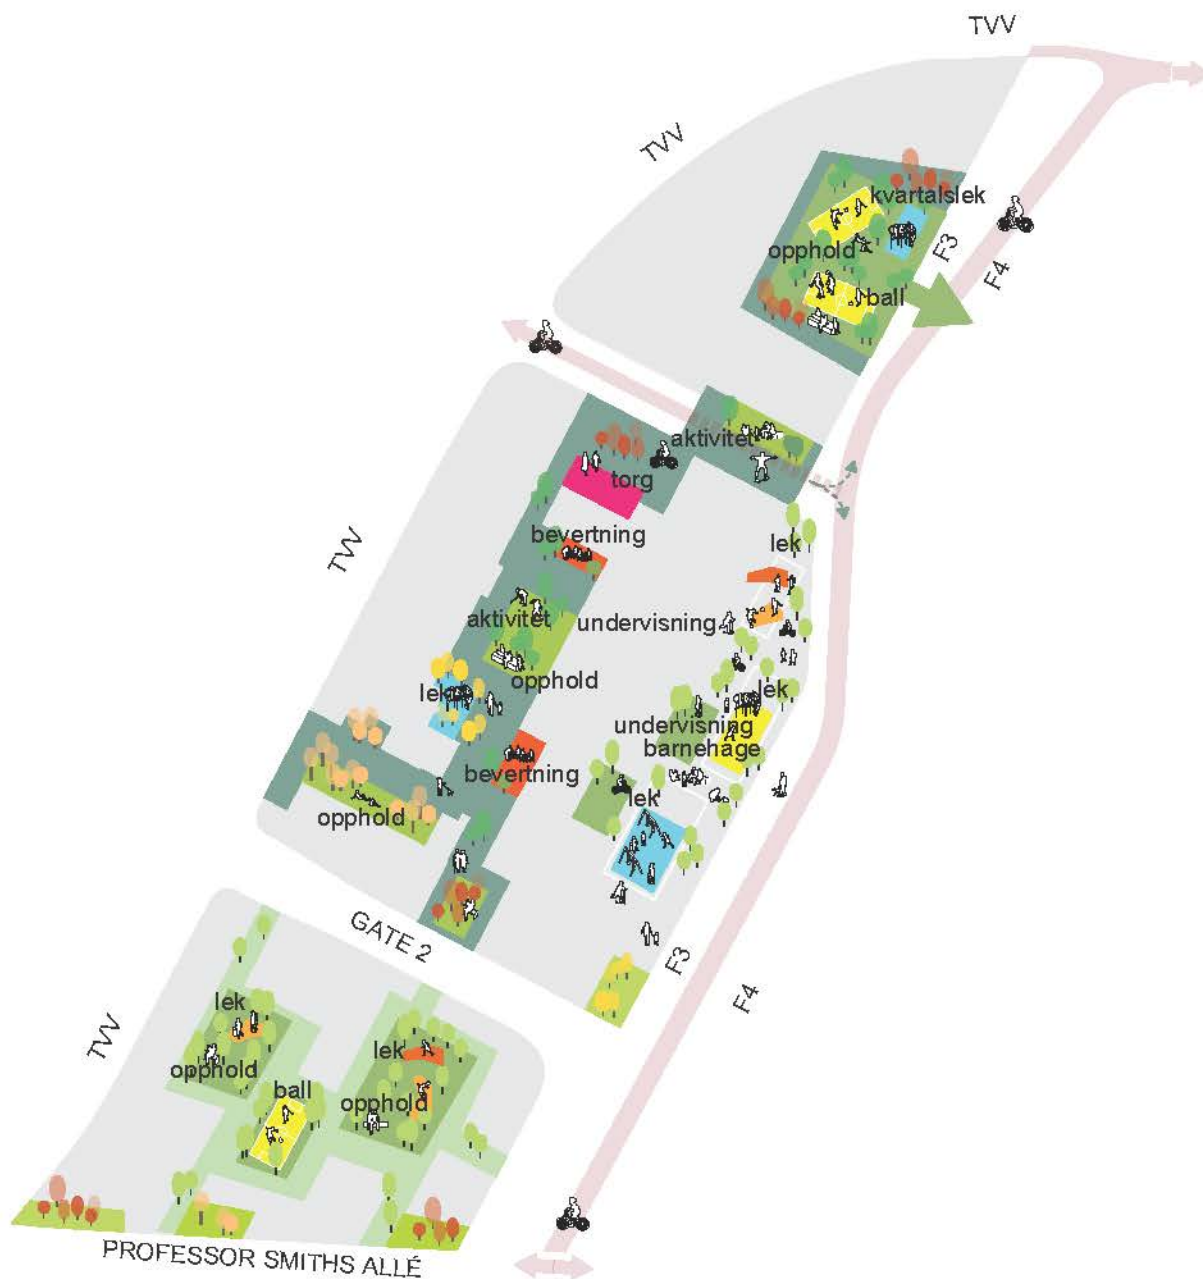 TVV
TVV
kvartalslek
opphold
F3
F4
ball
aktivitet
torg
bevertning
lek
TVV
aktivitet
undervisning
opphold
lek
lek
undervisning
barnehage
bevertning
lek
opphold
GATE 2
F3
F4
lek
TVV
lek
opphold
ball
opphold
PROFESSOR SMITHS ALLÉ